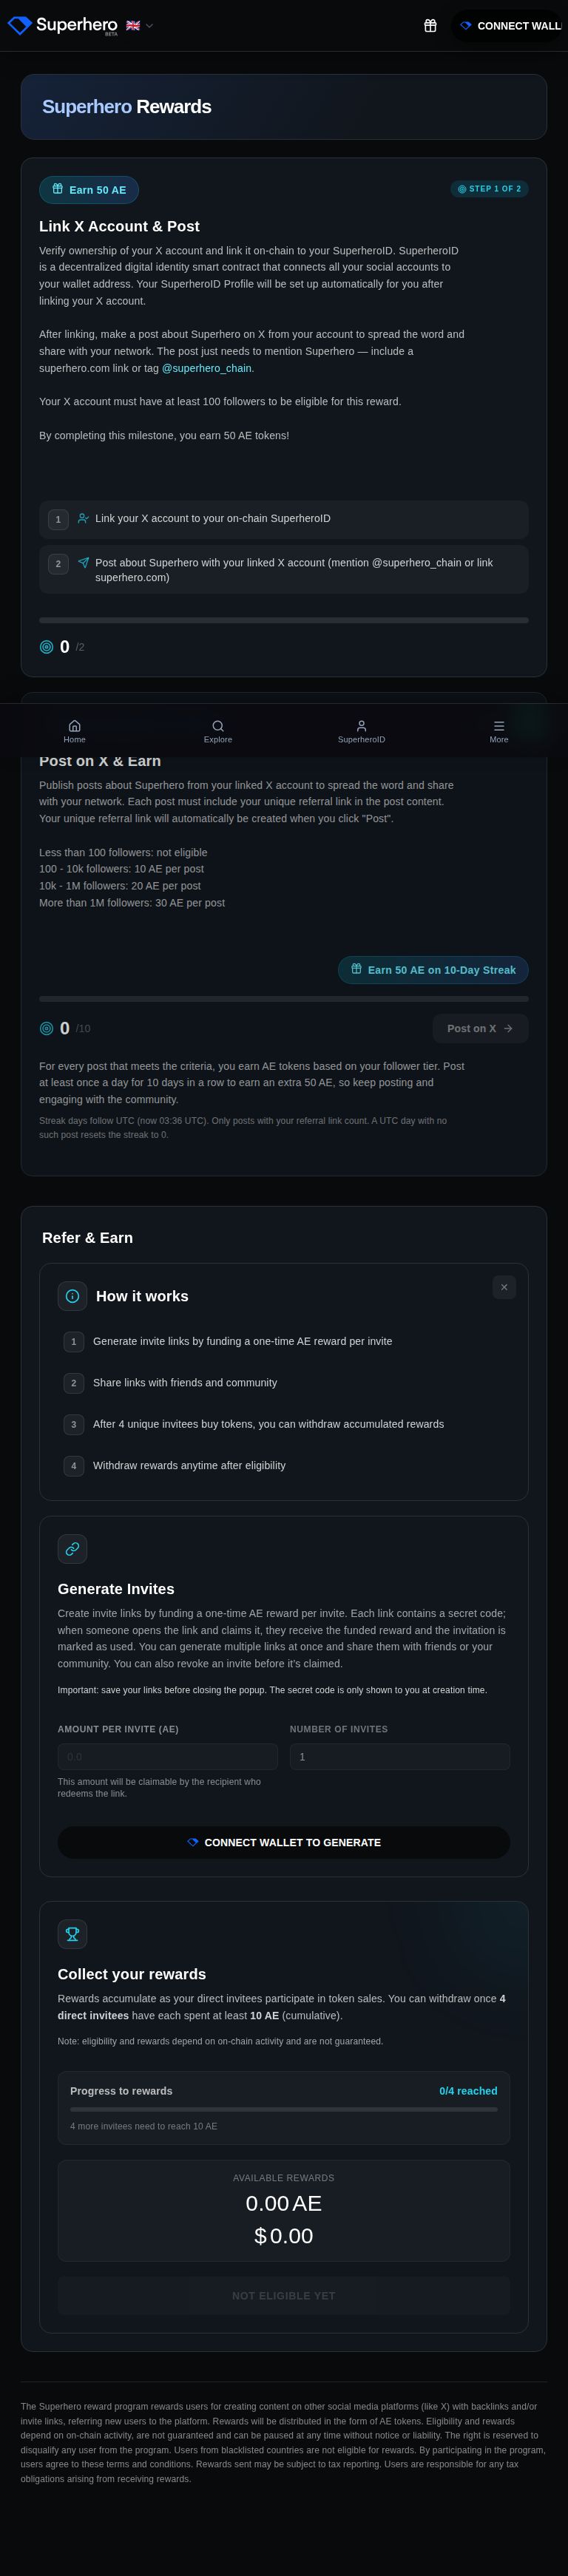 Superhero
BETA
CONNECT WALL
Superhero Rewards
Earn 50 AE
STEP 1 OF 2
Link X Account & Post
Verify ownership of your X account and link it on-chain to your SuperheroID. SuperheroID
is a decentralized digital identity smart contract that connects all your social accounts to
your wallet address. Your SuperheroID Profile will be set up automatically for you after
linking your X account.
After linking, make a post about Superhero on X from your account to spread the word and
share with your network. The post just needs to mention Superhero — include a
superhero.com link or tag @superhero_chain.
Your X account must have at least 100 followers to be eligible for this reward.
By completing this milestone, you earn 50 AE tokens!
1
Link your X account to your on-chain SuperheroID
2
Post about Superhero with your linked X account (mention @superhero_chain or link
superhero.com)
0 /2
Home
Explore
SuperheroID
More
Post on X & Earn
Publish posts about Superhero from your linked X account to spread the word and share
with your network. Each post must include your unique referral link in the post content.
Your unique referral link will automatically be created when you click "Post".
Less than 100 followers: not eligible
100 - 10k followers: 10 AE per post
10k - 1M followers: 20 AE per post
More than 1M followers: 30 AE per post
Earn 50 AE on 10-Day Streak
0 /10
Post on X
For every post that meets the criteria, you earn AE tokens based on your follower tier. Post
at least once a day for 10 days in a row to earn an extra 50 AE, so keep posting and
engaging with the community.
Streak days follow UTC (now 03:36 UTC). Only posts with your referral link count. A UTC day with no
such post resets the streak to 0.
Refer & Earn
How it works
1
Generate invite links by funding a one-time AE reward per invite
2
Share links with friends and community
3
After 4 unique invitees buy tokens, you can withdraw accumulated rewards
4
Withdraw rewards anytime after eligibility
Generate Invites
Create invite links by funding a one-time AE reward per invite. Each link contains a secret code;
when someone opens the link and claims it, they receive the funded reward and the invitation is
marked as used. You can generate multiple links at once and share them with friends or your
community. You can also revoke an invite before it's claimed.
Important: save your links before closing the popup. The secret code is only shown to you at creation time.
AMOUNT PER INVITE (AE)
NUMBER OF INVITES
0.0
1
This amount will be claimable by the recipient who
redeems the link.
CONNECT WALLET TO GENERATE
Collect your rewards
Rewards accumulate as your direct invitees participate in token sales. You can withdraw once 4
direct invitees have each spent at least 10 AE (cumulative).
Note: eligibility and rewards depend on on-chain activity and are not guaranteed.
Progress to rewards
0/4 reached
4 more invitees need to reach 10 AE
AVAILABLE REWARDS
0.00 AE
$ 0.00
NOT ELIGIBLE YET
The Superhero reward program rewards users for creating content on other social media platforms (like X) with backlinks and/or
invite links, referring new users to the platform. Rewards will be distributed in the form of AE tokens. Eligibility and rewards
depend on on-chain activity, are not guaranteed and can be paused at any time without notice or liability. The right is reserved to
disqualify any user from the program. Users from blacklisted countries are not eligible for rewards. By participating in the program,
users agree to these terms and conditions. Rewards sent may be subject to tax reporting. Users are responsible for any tax
obligations arising from receiving rewards.